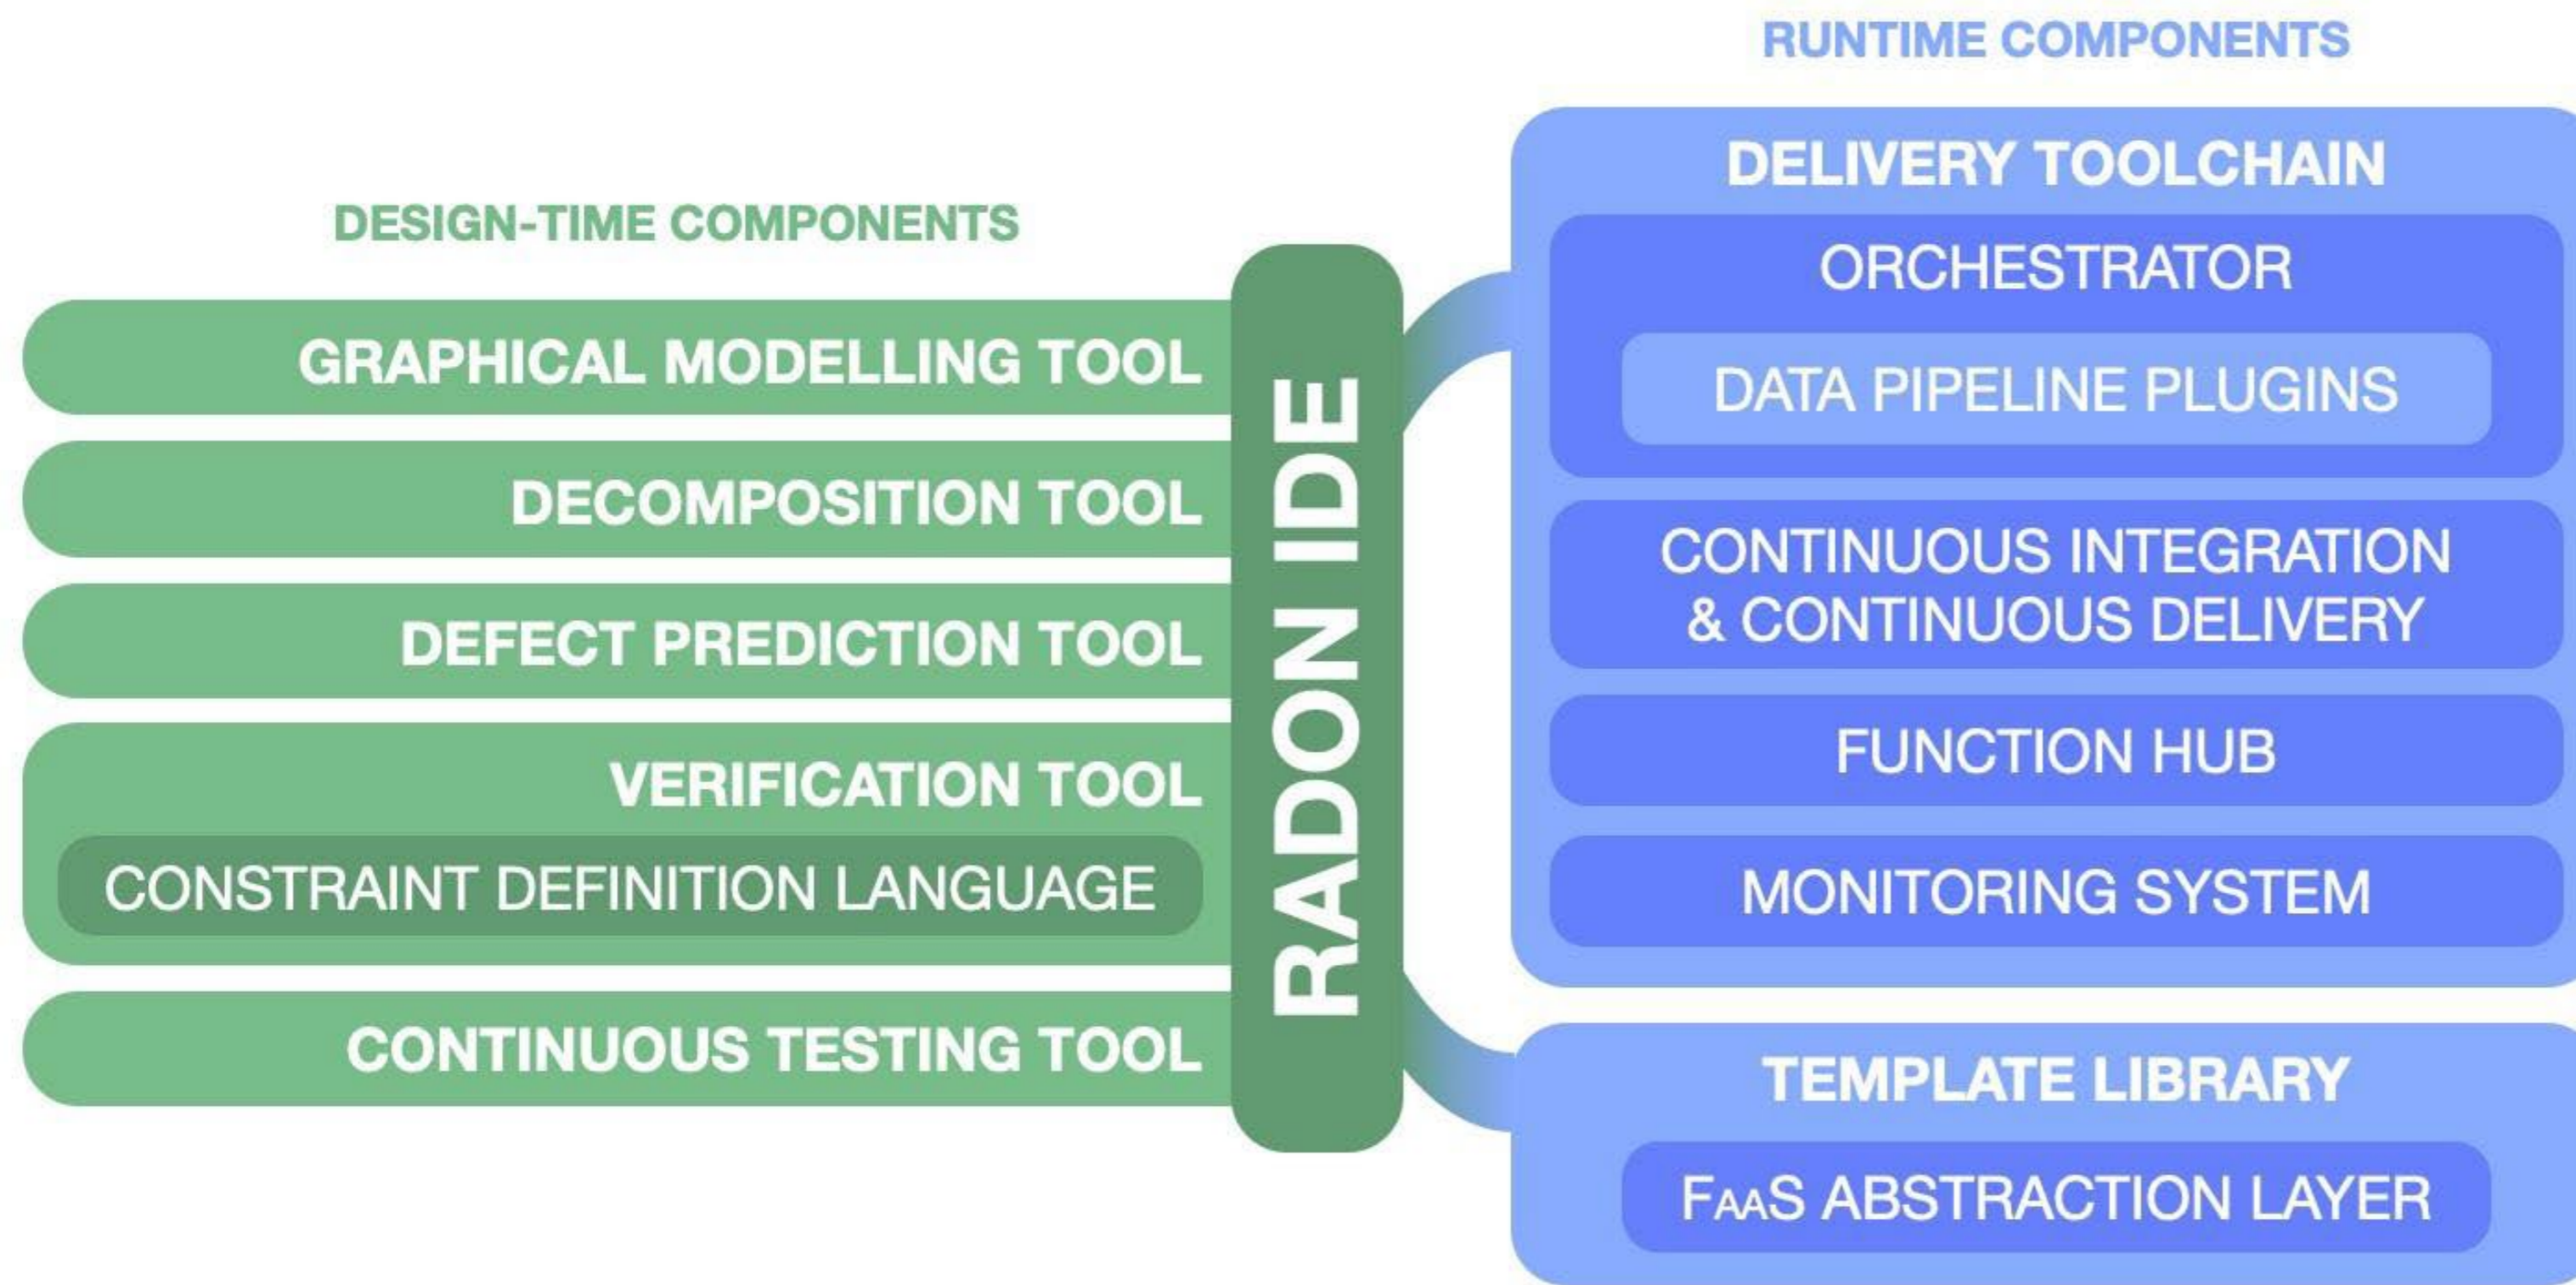 DESIGN-TIME COMPONENTS
GRAPHICAL MODELLING TOOL
DECOMPOSITION TOOL
DEFECT PREDICTION TOOL
VERIFICATION TOOL
CONSTRAINT DEFINITION LANGUAGE
CONTINUOUS TESTING TOOL
RADON IDE
RUNTIME COMPONENTS
DELIVERY TOOLCHAIN
ORCHESTRATOR
DATA PIPELINE PLUGINS
CONTINUOUS INTEGRATION
& CONTINUOUS DELIVERY
FUNCTION HUB
MONITORING SYSTEM
TEMPLATE LIBRARY
FAAS ABSTRACTION LAYER